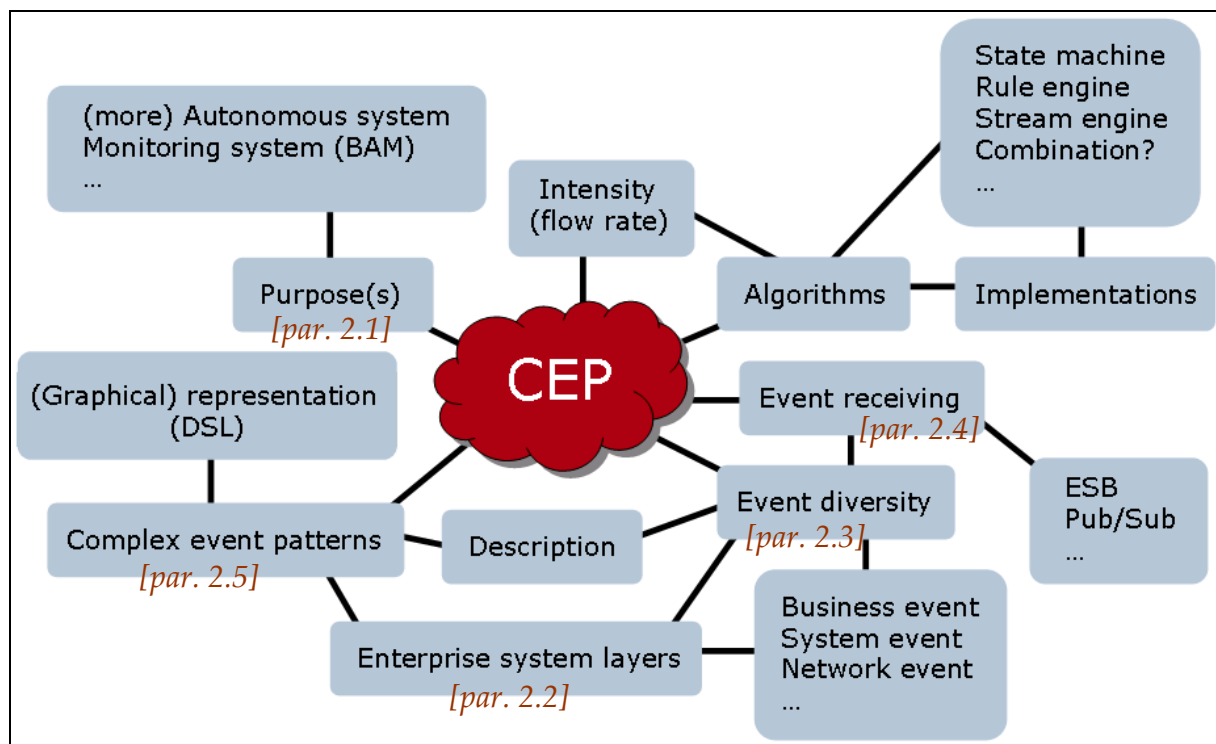 State machine
Rule engine
Stream engine
Combination?
...
(more) Autonomous system
Monitoring system (BAM)
...
Intensity
(flow rate)
Purpose(s)
[par. 2.1]
Algorithms
Implementations
CEP
(Graphical) representation
(DSL)
Event receiving
[par. 2.4]
ESB
Pub/Sub
...
Event diversity
[par. 2.3]
Complex event patterns
[par. 2.5]
Description
Business event
System event
Network event
...
Enterprise system layers
[par. 2.2]